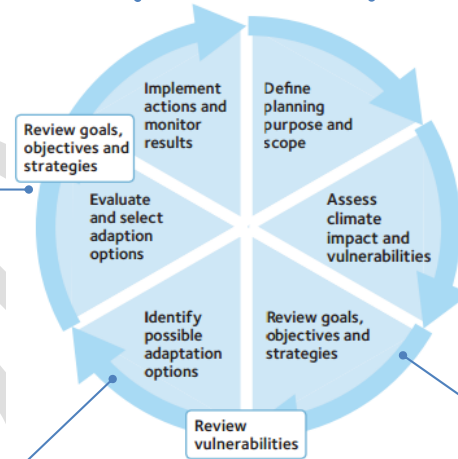 Implement
actions and
monitor
results
Define
planning
purpose and
scope
Review goals,
objectives and
strategies
Evaluate
and select
adaption
options
Assess
climate
impact and
vulnerabilities
Identify
possible
adaptation
options
Review goals,
objectives and
strategies
Review
vulnerabilities